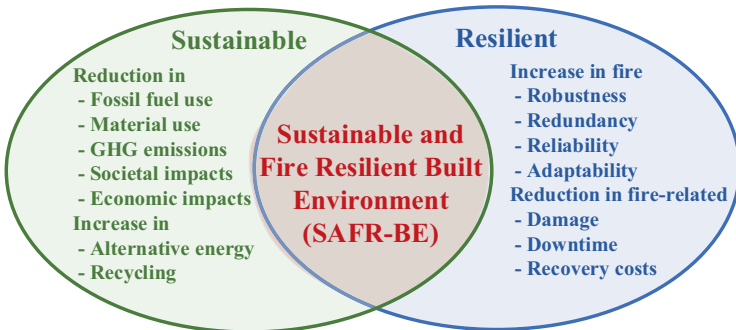 Sustainable
Reduction in
- Fossil fuel use
- Material use
- GHG emissions
- Societal impacts
- Economic impacts
Increase in
- Alternative energy
- Recycling
Sustainable and
Fire Resilient Built
Environment
(SAFR-BE)
Resilient
Increase in fire
- Robustness
- Redundancy
- Reliability
- Adaptability
Reduction in fire-related
- Damage
- Downtime
- Recovery costs